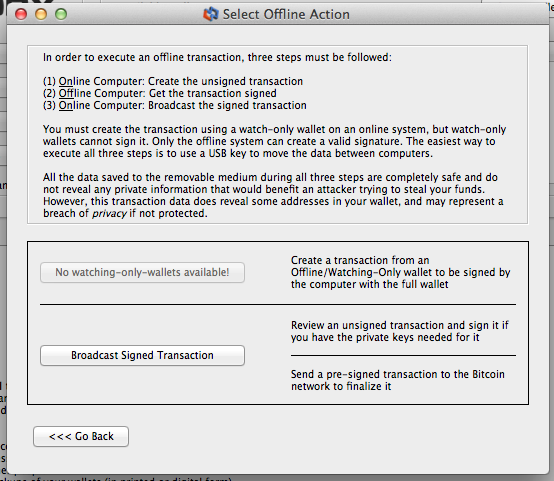 Select Offline Action
In order to execute an offline transaction, three steps must be followed:
(1) Online Computer: Create the unsigned transaction
(2) Offline Computer: Get the transaction signed
(3) Online Computer: Broadcast the signed transaction
You must create the transaction using a watch-only wallet on an online system, but watch-only
wallets cannot sign it. Only the offline system can create a valid signature. The easiest way to
execute all three steps is to use a USB key to move the data between computers.
All the data saved to the removable medium during all three steps are completely safe and do
not reveal any private information that would benefit an attacker trying to steal your funds.
However, this transaction data does reveal some addresses in your wallet, and may represent a
breach of privacy if not protected.
No watching-only-wallets available!
Create a transaction from an
Offline/Watching-Only wallet to be signed by
the computer with the full wallet
Review an unsigned transaction and sign it if
you have the private keys needed for it
Broadcast Signed Transaction
Send a pre-signed transaction to the Bitcoin
network to finalize it
<<< Go Back